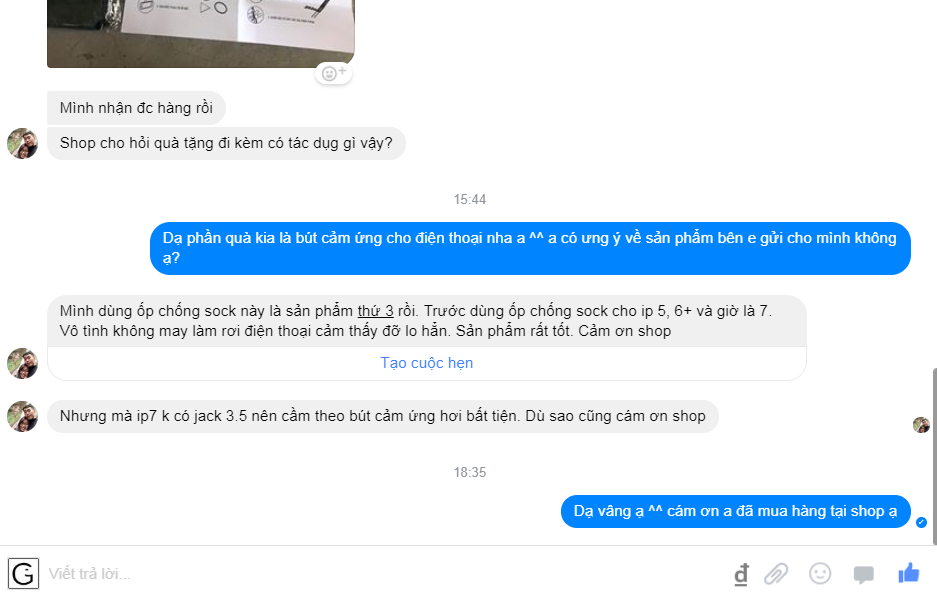 Mình nhận đc hàng rồi
Shop cho hỏi quà tặng đi kèm có tác dụg gì vậy?
15:44
Dạ phần quà kia là bút cảm ứng cho điện thoại nha a ^^ a có ưng ý về sản phẩm bên e gửi cho mình không
ạ?
Mình dùng ốp chống sock này là sản phẩm thứ 3 rồi. Trước dùng ốp chống sock cho ip 5, 6+ và giờ là 7.
Vô tình không may làm rơi điện thoại cảm thấy đỡ lo hẳn. Sản phẩm rất tốt. Cảm ơn shop
Tạo cuộc hẹn
Nhưng mà ip7 k có jack 3.5 nên cầm theo bút cảm ứng hơi bất tiện. Dù sao cũng cám ơn shop
18:35
Dạ vâng ạ ^^ cám ơn a đã mua hàng tại shop ạ
G
Viết trả lời...
đ